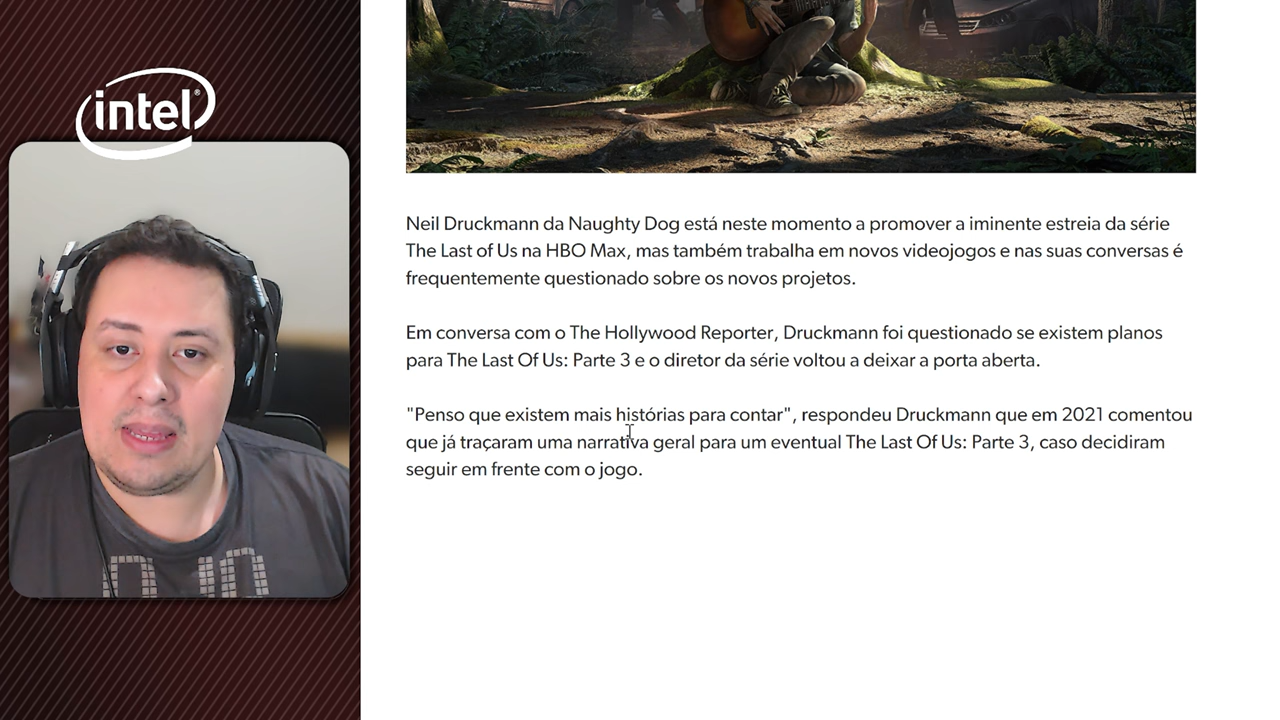 intel®
Neil Druckmann da Naughty Dog está neste momento a promover a iminente estreia da série
The Last of Us na HBO Max, mas também trabalha em novos videojogos e nas suas conversas é
frequentemente questionado sobre os novos projetos.
Em conversa com o The Hollywood Reporter, Druckmann foi questionado se existem planos
para The Last Of Us: Parte 3 e o diretor da série voltou a deixar a porta aberta.
"Penso que existem mais histórias para contar", respondeu Druckmann que em 2021 comentou
que já traçaram uma narrativa geral para um eventual The Last Of Us: Parte 3, caso decidiram
seguir em frente com o jogo.